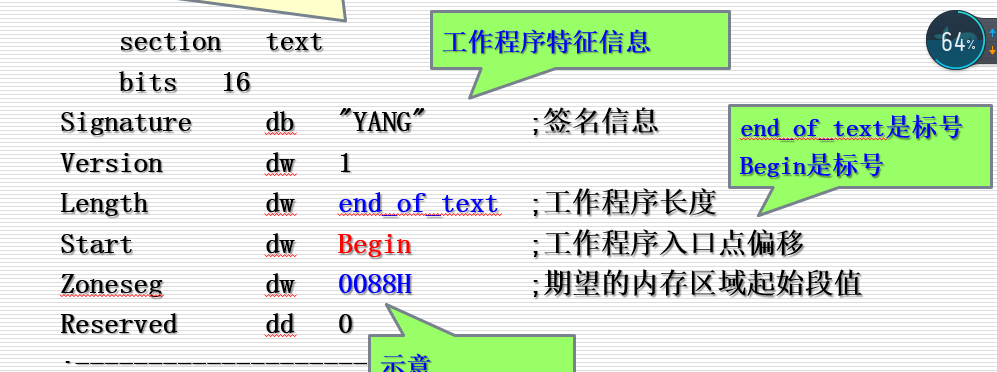 section text
工作程序特征信息
64%
bits 16
Signature db "YANG" ;签名信息
end_of_text是标号
Begin是标号
Version dw 1
Length dw end_of_text ;工作程序长度
Start dw Begin ;工作程序入口点偏移
Zoneseg dw 0088H ;期望的内存区域起始段值
Reserved dd 0
;--------------------
示意